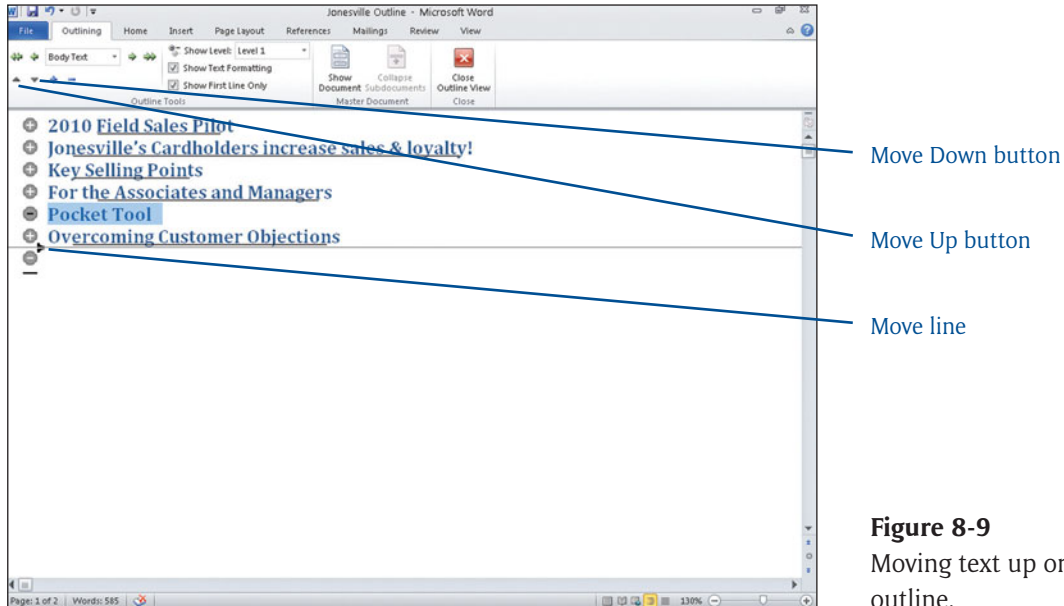 Jonesville Outline - Microsoft Word
File Outlining Home Insert Page Layout References Mailings Review View
Body Text
Show Level: Level 1
Show Text Formatting
Show First Line Only
Outline Tools
Show Document
Collapse Subdocuments
Master Document
Close Outline View
Close
2010 Field Sales Pilot
Jonesville's Cardholders increase sales & loyalty!
Key Selling Points
For the Associates and Managers
Pocket Tool
Overcoming Customer Objections
Move Down button
Move Up button
Move line
Page: 1 of 2 Words: 585 130%
Figure 8-9
Moving text up or
outline.